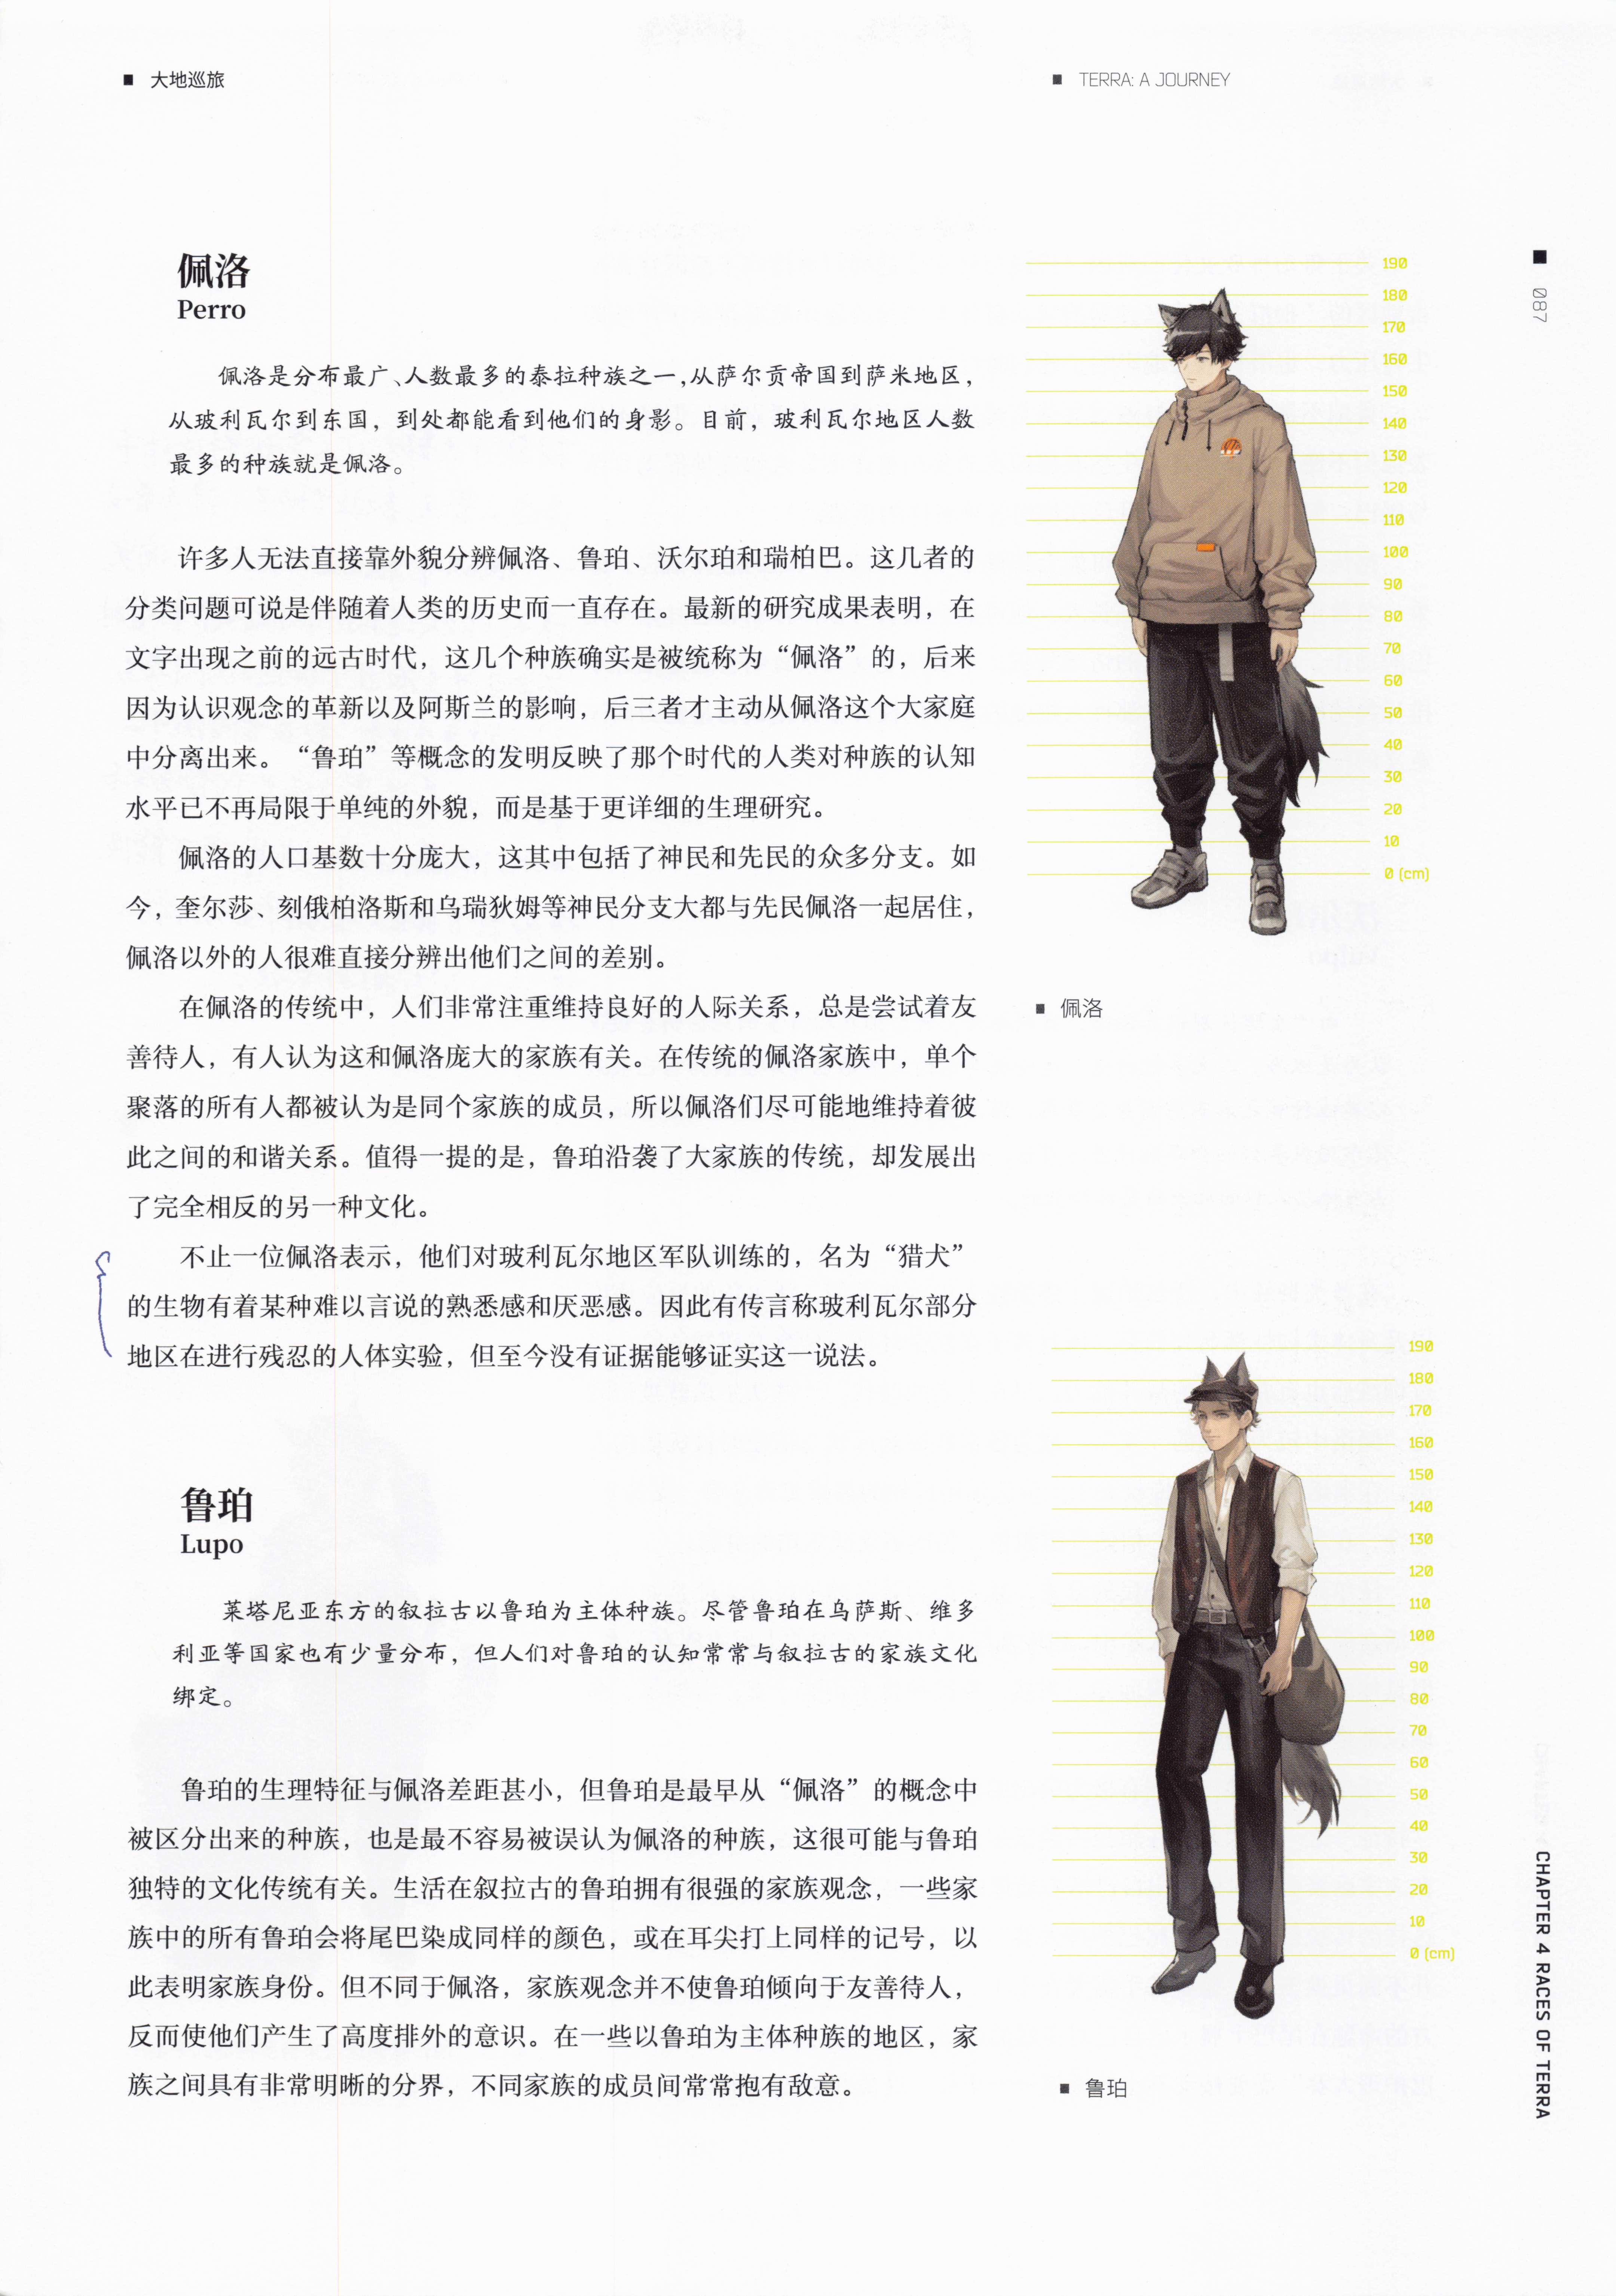 大地巡旅
TERRA: A JOURNEY
087
佩洛
Perro
佩洛是分布最广、人数最多的泰拉种族之一,从萨尔贡帝国到萨米地区,
从玻利瓦尔到东国，到处都能看到他们的身影。目前，玻利瓦尔地区人数
最多的种族就是佩洛。
许多人无法直接靠外貌分辨佩洛、鲁珀、沃尔珀和瑞柏巴。这几者的
分类问题可说是伴随着人类的历史而一直存在。最新的研究成果表明，在
文字出现之前的远古时代，这几个种族确实是被统称为“佩洛”的，后来
因为认识观念的革新以及阿斯兰的影响，后三者才主动从佩洛这个大家庭
中分离出来。“鲁珀”等概念的发明反映了那个时代的人类对种族的认知
水平已不再局限于单纯的外貌，而是基于更详细的生理研究。
佩洛的人口基数十分庞大，这其中包括了神民和先民的众多分支。如
今，奎尔莎、刻俄柏洛斯和乌瑞狄姆等神民分支大都与先民佩洛一起居住，
佩洛以外的人很难直接分辨出他们之间的差别。
在佩洛的传统中，人们非常注重维持良好的人际关系，总是尝试着友
善待人，有人认为这和佩洛庞大的家族有关。在传统的佩洛家族中，单个
聚落的所有人都被认为是同个家族的成员，所以佩洛们尽可能地维持着彼
此之间的和谐关系。值得一提的是，鲁珀沿袭了大家族的传统，却发展出
了完全相反的另一种文化。
不止一位佩洛表示，他们对玻利瓦尔地区军队训练的，名为“猎犬”
的生物有着某种难以言说的熟悉感和厌恶感。因此有传言称玻利瓦尔部分
地区在进行残忍的人体实验，但至今没有证据能够证实这一说法。
190
180
170
160
150
140
130
120
110
100
90
80
70
60
50
40
30
20
10
0 (cm)
佩洛
鲁珀
Lupo
莱塔尼亚东方的叙拉古以鲁珀为主体种族。尽管鲁珀在乌萨斯、维多
利亚等国家也有少量分布，但人们对鲁珀的认知常常与叙拉古的家族文化
绑定。
鲁珀的生理特征与佩洛差距甚小，但鲁珀是最早从“佩洛”的概念中
被区分出来的种族，也是最不容易被误认为佩洛的种族，这很可能与鲁珀
独特的文化传统有关。生活在叙拉古的鲁珀拥有很强的家族观念，一些家
族中的所有鲁珀会将尾巴染成同样的颜色，或在耳尖打上同样的记号，以
此表明家族身份。但不同于佩洛，家族观念并不使鲁珀倾向于友善待人，
反而使他们产生了高度排外的意识。在一些以鲁珀为主体种族的地区，家
族之间具有非常明晰的分界，不同家族的成员间常常抱有敌意。
190
180
170
160
150
140
130
120
110
100
90
80
70
60
50
40
30
20
10
0 (cm)
鲁珀
CHAPTER 4 RACES OF TERRA